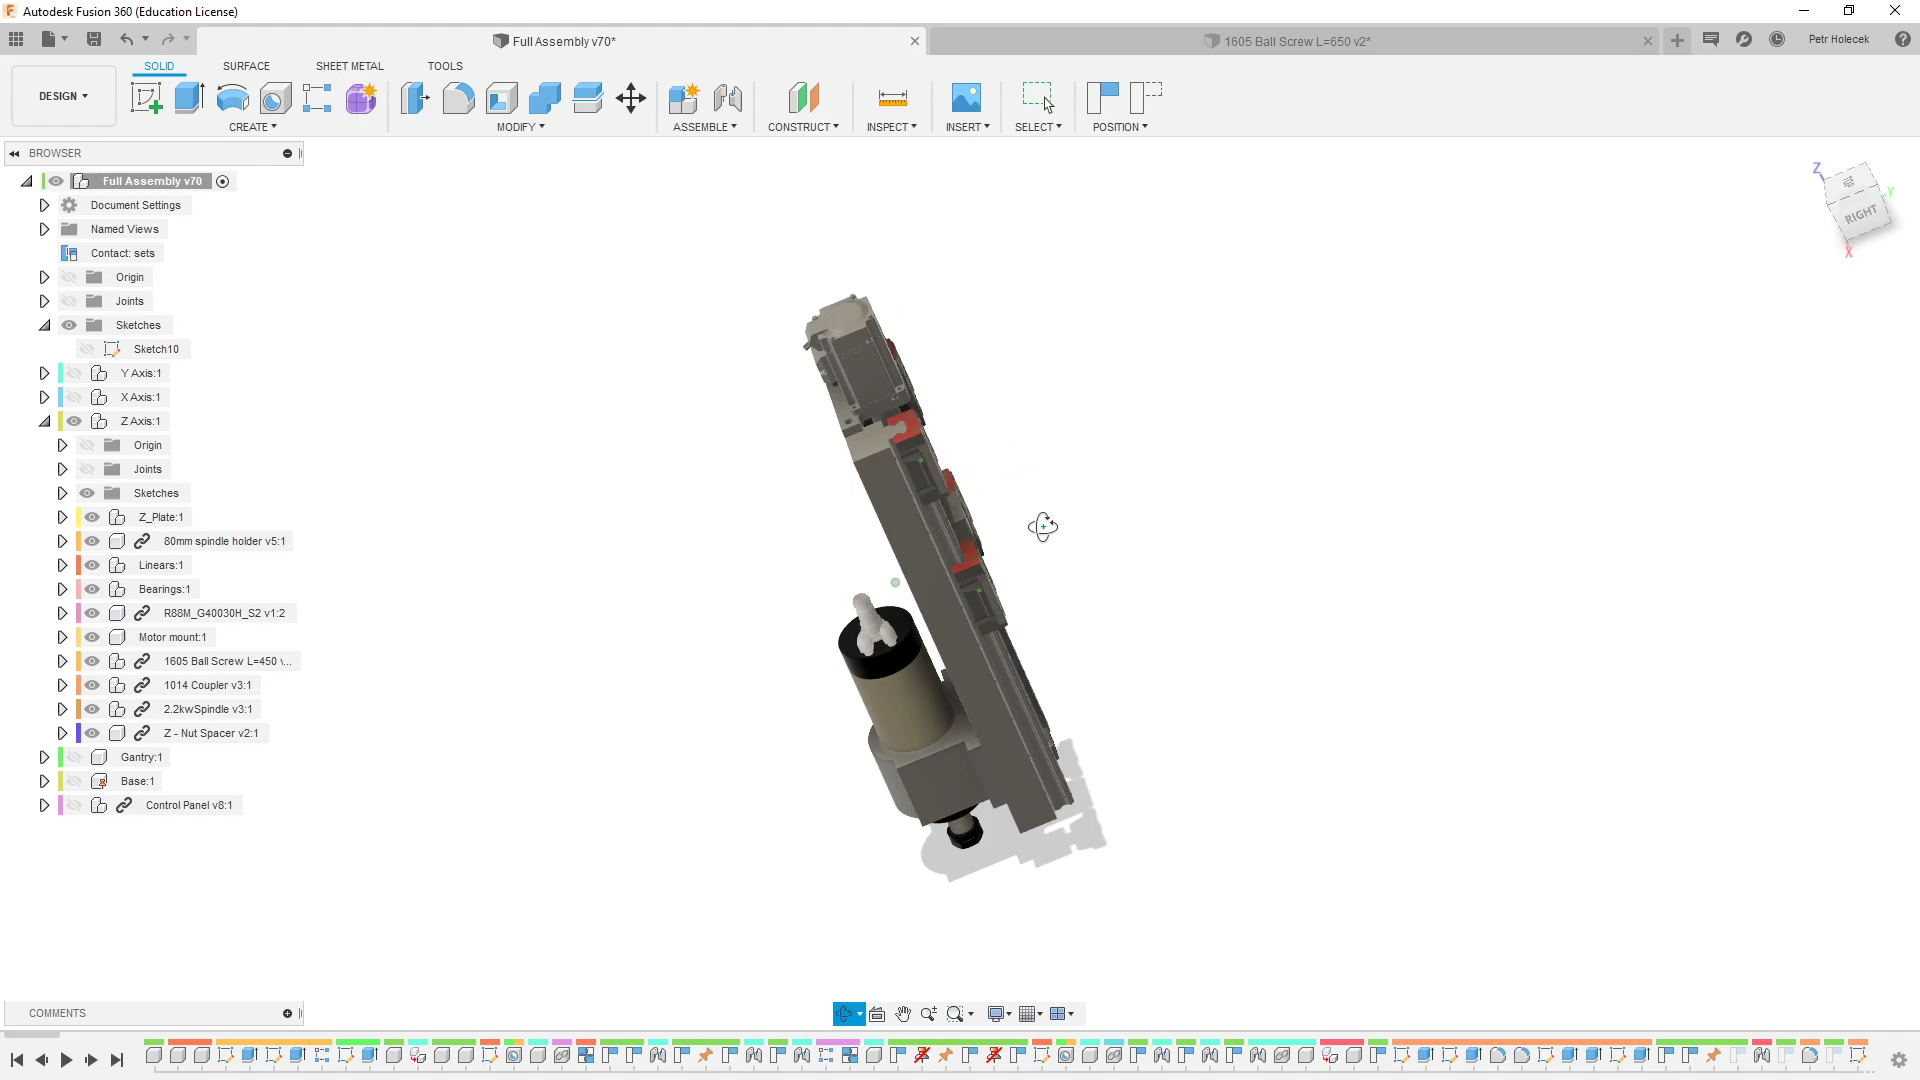 Autodesk Fusion 360 (Education License)
Full Assembly v70*
1605 Ball Screw L=650 v2*
Petr Holecek
SOLID
SURFACE
SHEET METAL
TOOLS
DESIGN
CREATE
MODIFY
ASSEMBLE
CONSTRUCT
INSPECT
INSERT
SELECT
POSITION
BROWSER
Full Assembly v70
Document Settings
Named Views
Contact: sets
Origin
Joints
Sketches
Sketch10
Y Axis:1
X Axis:1
Z Axis:1
Origin
Joints
Sketches
Z_Plate:1
80mm spindle holder v5:1
Linears:1
Bearings:1
R88M_G40030H_S2 v1:2
Motor mount:1
1605 Ball Screw L=450 v...
1014 Coupler v3:1
2.2kwSpindle v3:1
Z - Nut Spacer v2:1
Gantry:1
Base:1
Control Panel v8:1
Z
Y
RIGHT
X
COMMENTS